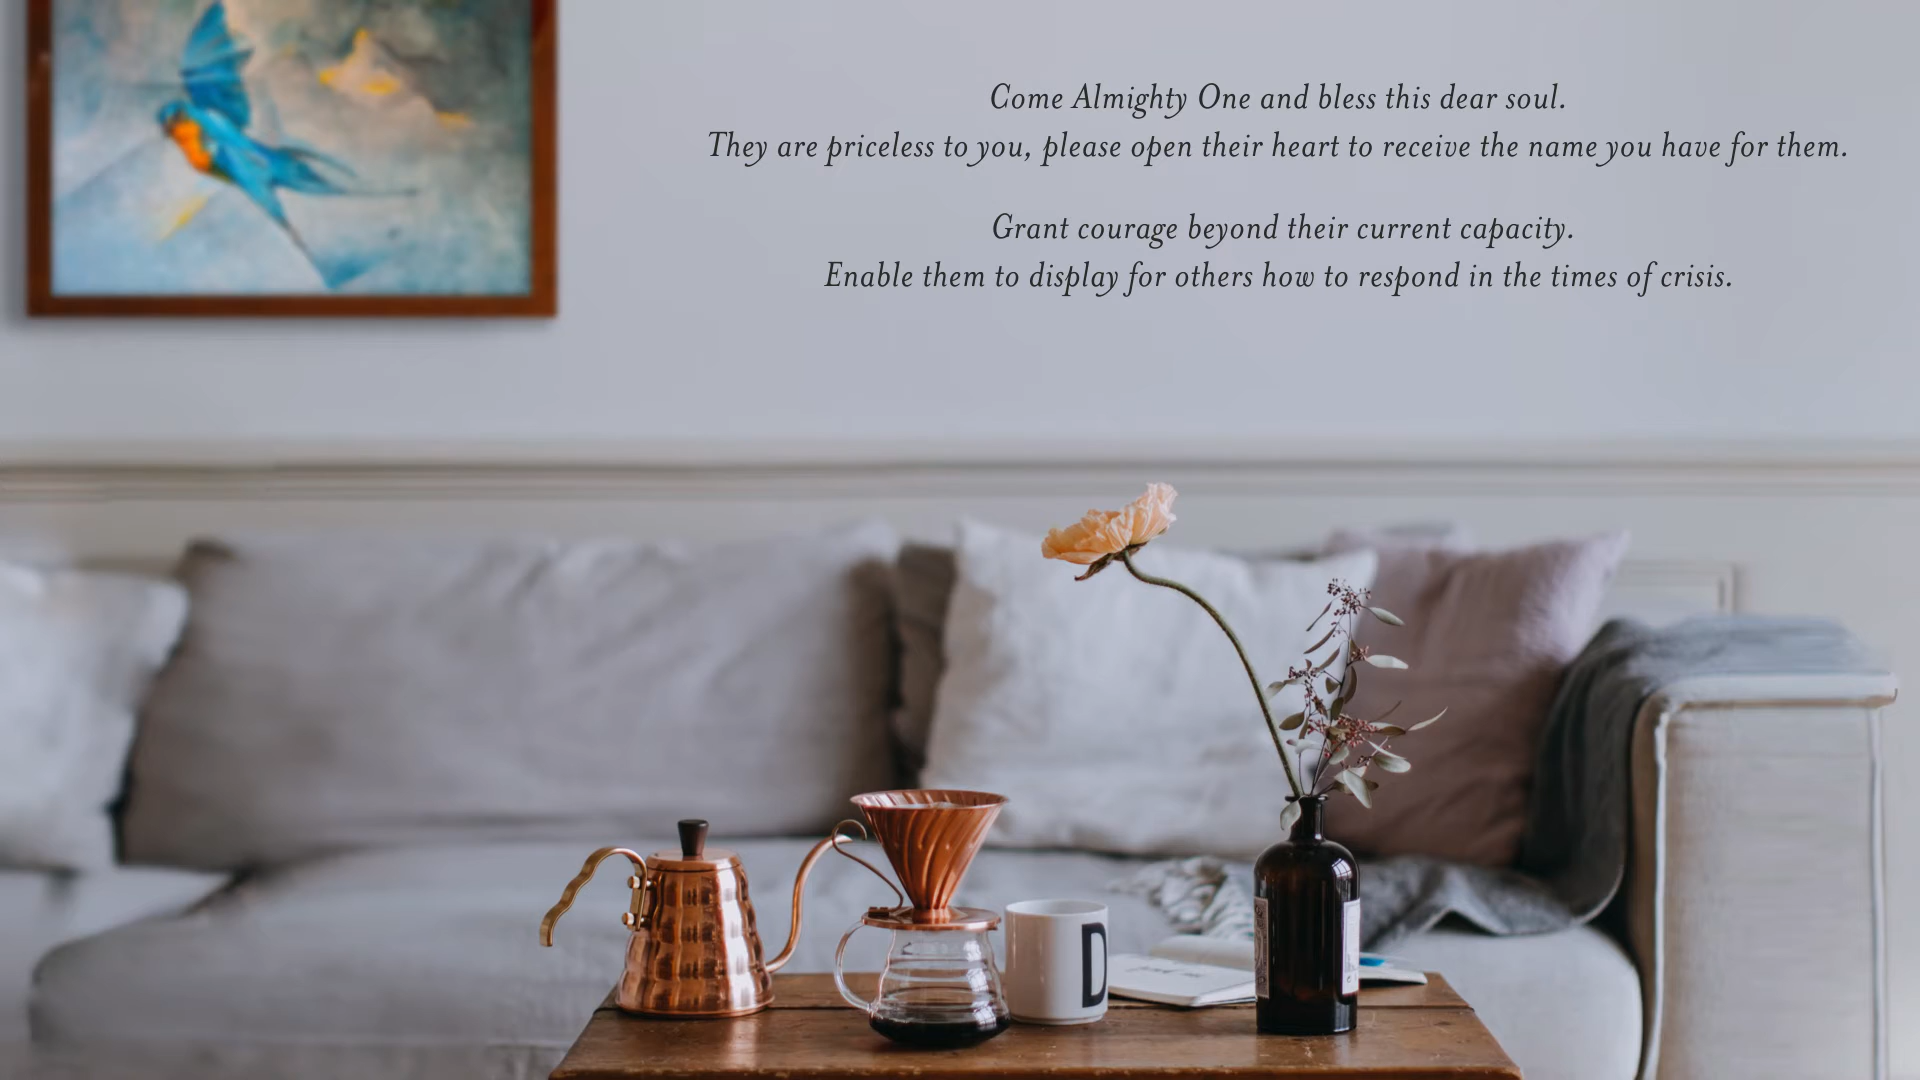 Come Almighty One and bless this dear soul.
They are priceless to you, please open their heart to receive the name you have for them.
Grant courage beyond their current capacity.
Enable them to display for others how to respond in the times of crisis.
D